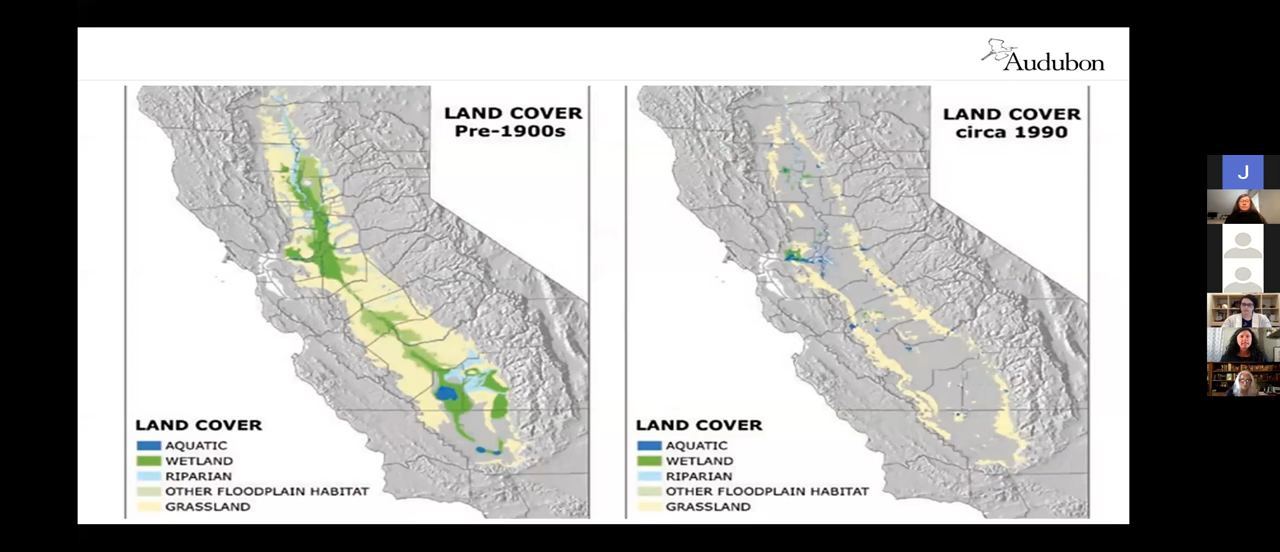 Audubon
LAND COVER
Pre-1900s
LAND COVER
AQUATIC
WETLAND
RIPARIAN
OTHER FLOODPLAIN HABITAT
GRASSLAND
LAND COVER
circa 1990
LAND COVER
AQUATIC
WETLAND
RIPARIAN
OTHER FLOODPLAIN HABITAT
GRASSLAND
J